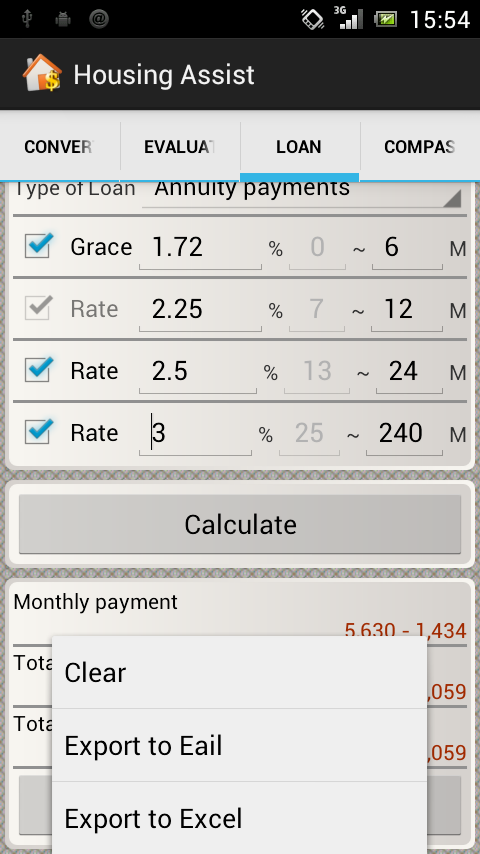 3G 15:54
Housing Assist
CONVER EVALUAT LOAN COMPAS
Type of Loan Annuity payments
Grace 1.72 % 0 ~ 6 M
Rate 2.25 % 7 ~ 12 M
Rate 2.5 % 13 ~ 24 M
Rate 3 % 25 ~ 240 M
Calculate
Monthly payment
5,630 - 1,434
Tota
,059
Tota
,059
Clear
Export to Eail
Export to Excel